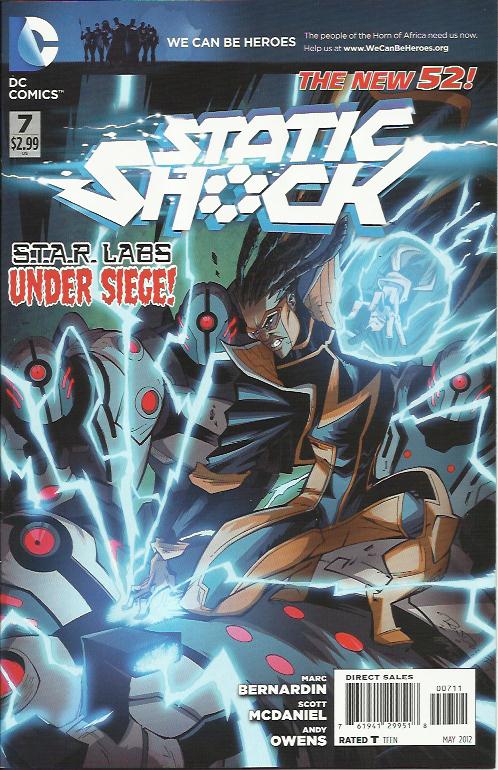 WE CAN BE HEROES
The people of the Horn of Africa need us now.
Help us at www.WeCanBeHeroes.org
DC
COMICS™
7
$2.99
US
THE NEW 52!
STATIC
SHOCK
S.T.A.R. LABS
UNDER SIEGE!
MARC
BERNARDIN
SCOTT
MCDANIEL
ANDY
OWENS
DIRECT SALES
00711
7 61941 29951 8
RATED T TEEN
MAY 2012